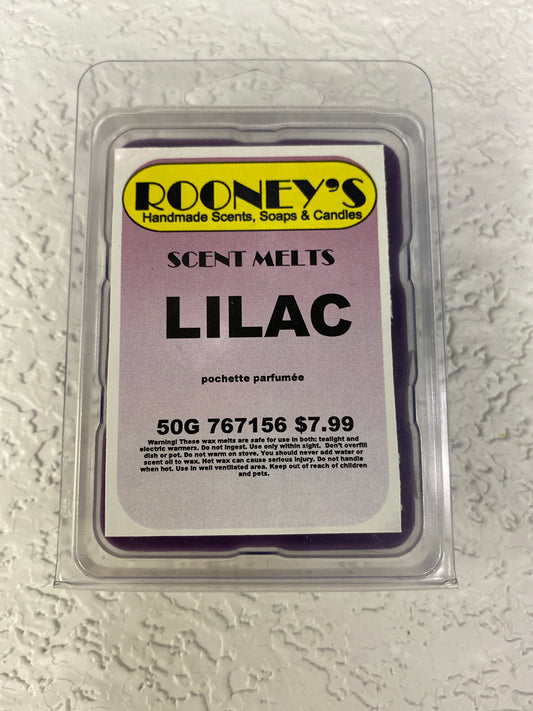 ROONEY'S
Handmade Scents, Soaps & Candles
SCENT MELTS
LILAC
pochette parfumée
50G 767156 $7.99
Warning! These wax melts are safe for use in both: tealight and
electric warmers. Do not ingest. Use only within sight. Don't overfill
dish or pot. Do not warm on stove. You should never add water or
scent oil to wax. Hot wax can cause serious injury. Do not handle
when hot. Use in well ventilated area. Keep out of reach of children
and pets.